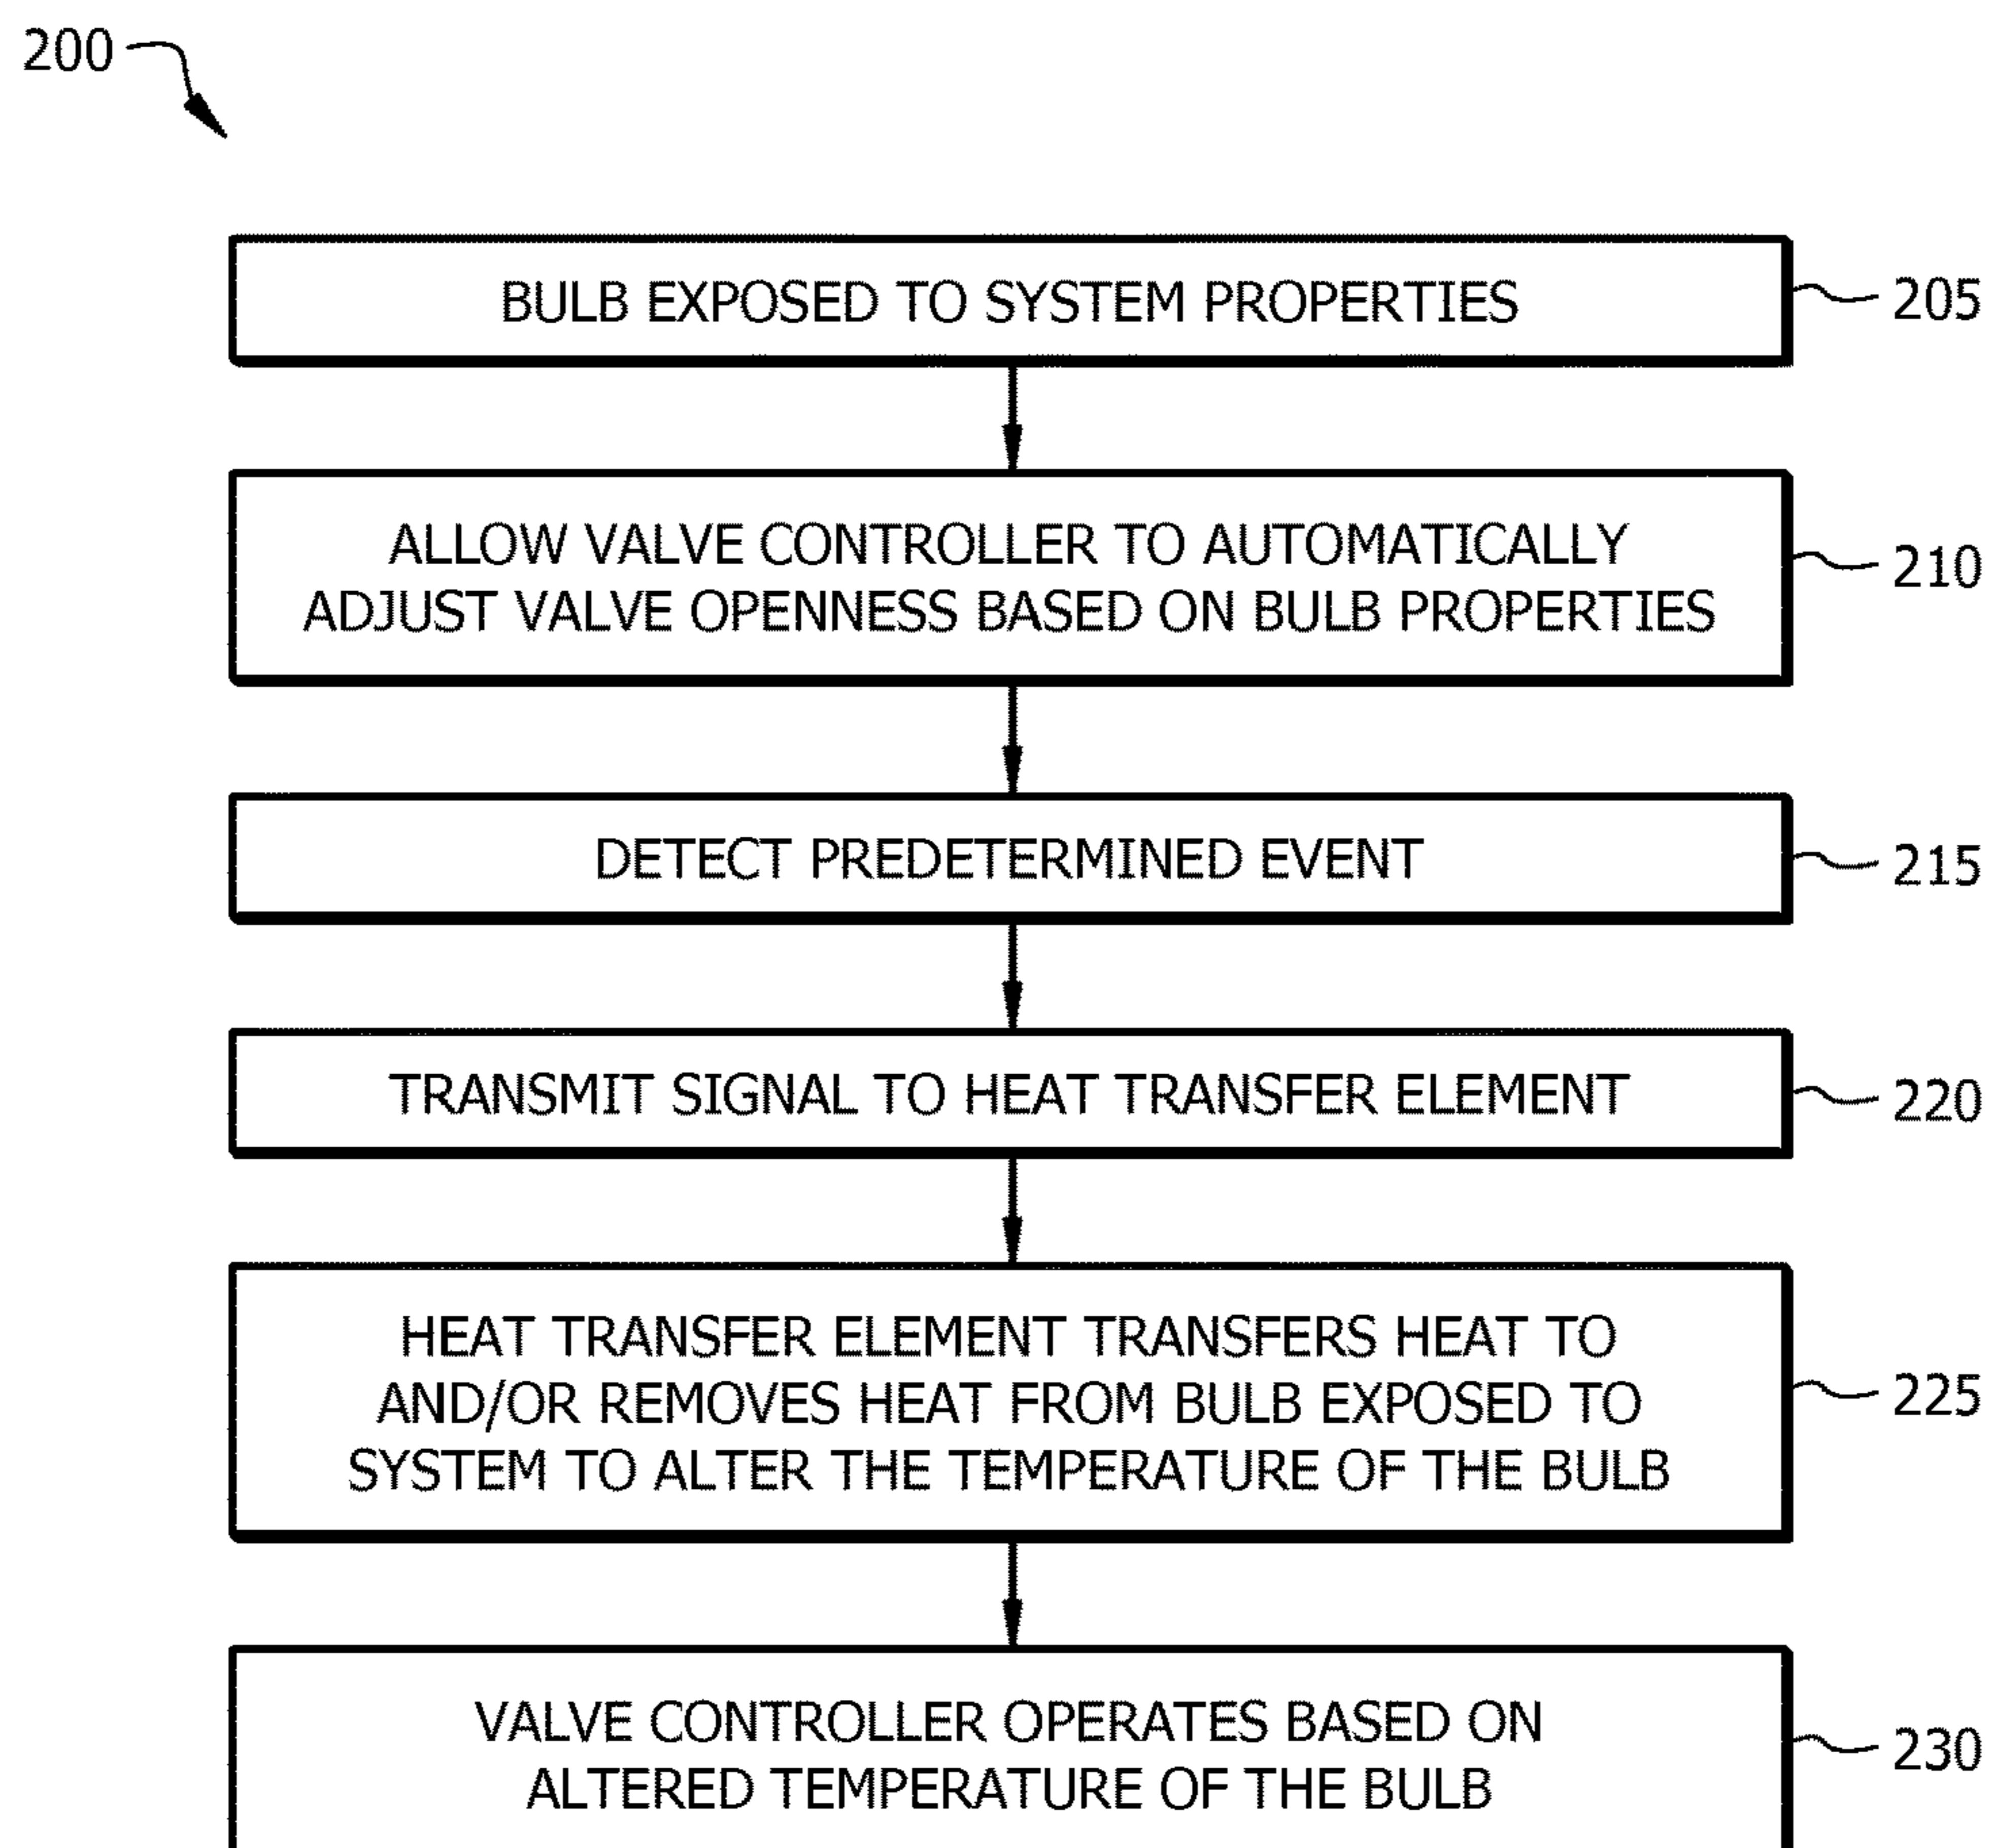 200
BULB EXPOSED TO SYSTEM PROPERTIES
205
ALLOW VALVE CONTROLLER TO AUTOMATICALLY
ADJUST VALVE OPENNESS BASED ON BULB PROPERTIES
210
DETECT PREDETERMINED EVENT
215
TRANSMIT SIGNAL TO HEAT TRANSFER ELEMENT
220
HEAT TRANSFER ELEMENT TRANSFERS HEAT TO
AND/OR REMOVES HEAT FROM BULB EXPOSED TO
SYSTEM TO ALTER THE TEMPERATURE OF THE BULB
225
VALVE CONTROLLER OPERATES BASED ON
ALTERED TEMPERATURE OF THE BULB
230